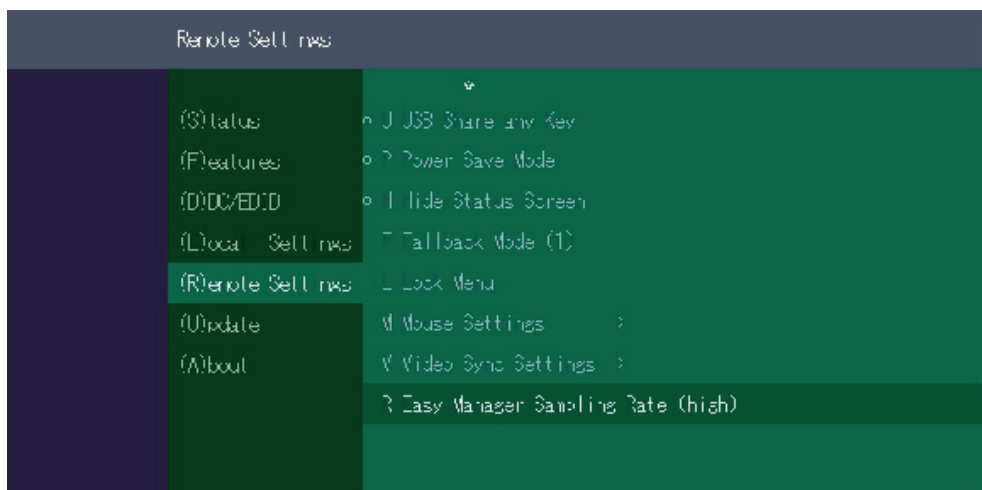 Remote Settings
(S)tatus
(F)eatures
(D)DC/EDID
(L)ocal Settings
(R)emote Settings
(U)pdate
(A)bout
U USB Share any Key
P Power Save Mode
H Hide Status Screen
F Fallback Mode (1)
L Lock Menu
M Mouse Settings >
V Video Sync Settings >
R Easy Manager Sampling Rate (high)